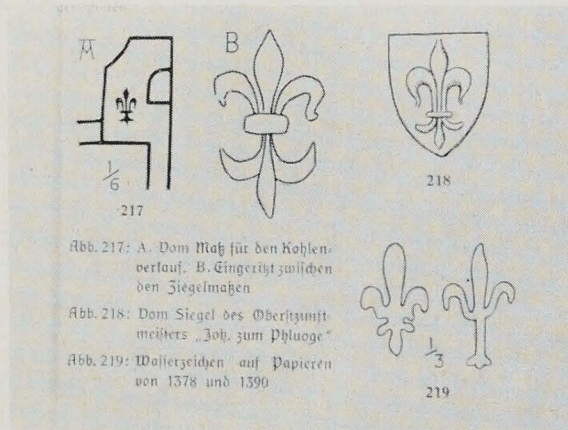 A
B
1/6
217
218
Abb. 217: A. Vom Maß für den Kohlen-
verkauf. B. Eingeritzt zwischen
den Ziegelmaßen
Abb. 218: Vom Siegel des Oberstzunft-
meisters „Joh. zum Phluoge“
Abb. 219: Wasserzeichen auf Papieren
von 1378 und 1390
1/3
219